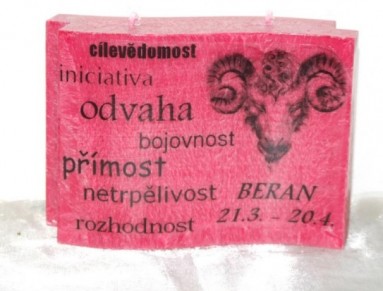 cílevědomost
iniciativa
odvaha
bojovnost
přímost
netrpělivost
rozhodnost
BERAN
21.3. - 20.4.